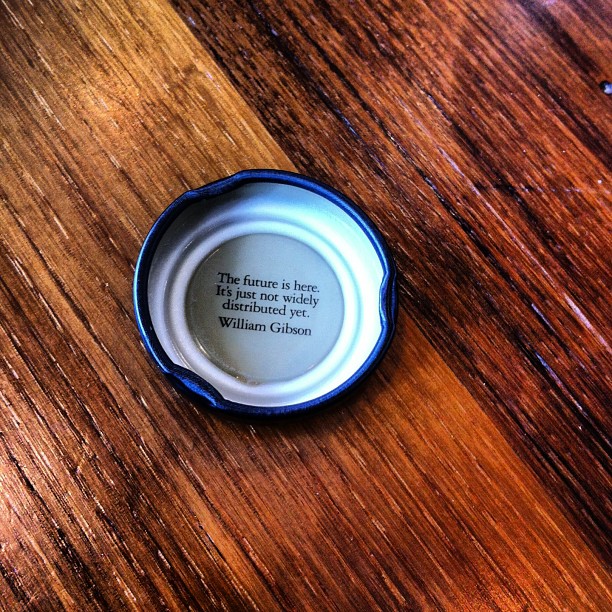 The future is here.
It's just not widely
distributed yet.
William Gibson